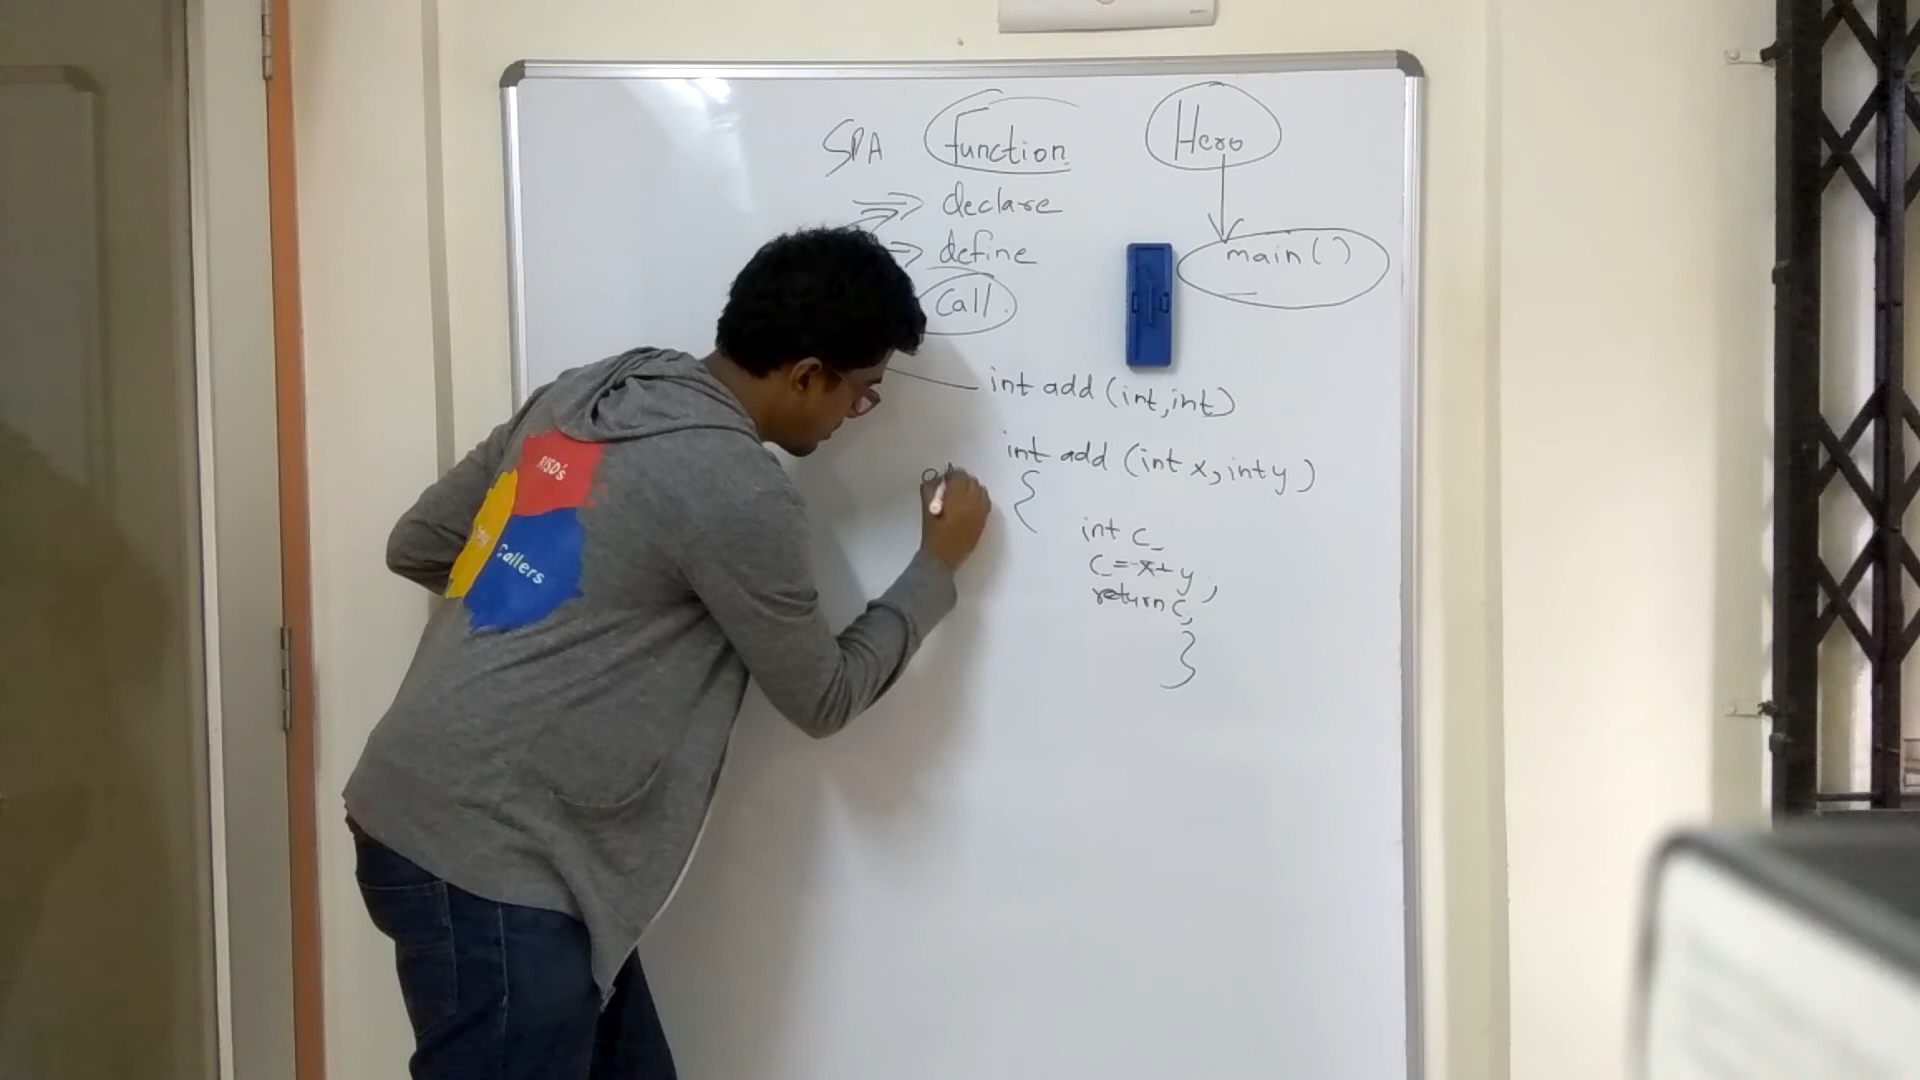 SPA Function Hero
declare
define main()
Call.
int add (int,int)
int add (int x, int y)
{
int c
c=x+y;
return c;
}
RISD's
Callers